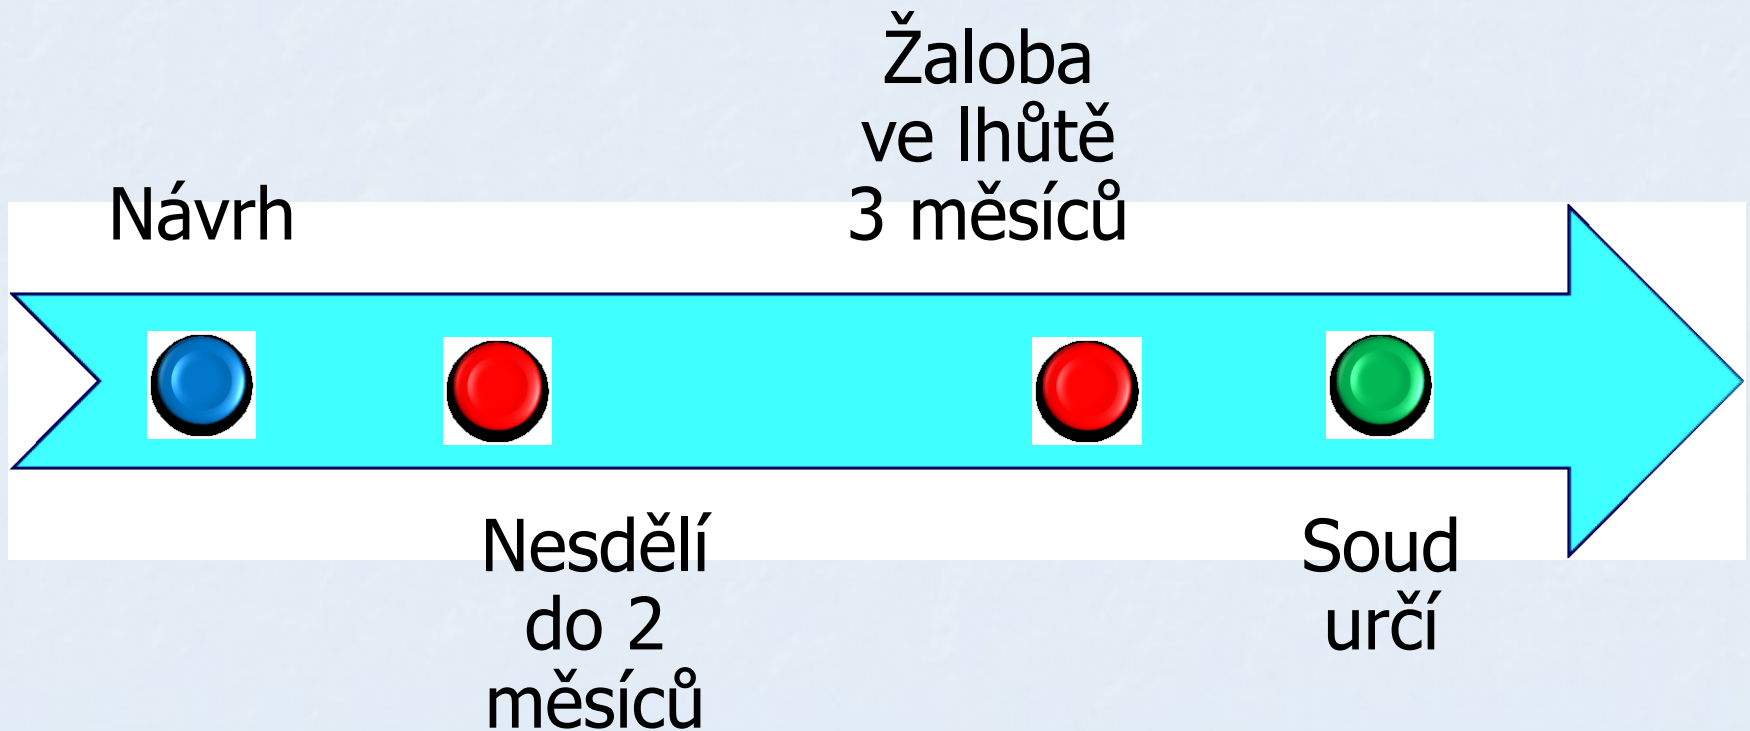 Návrh
Nesdělí
do 2
měsíců
Žaloba
ve lhůtě
3 měsíců
Soud
určí